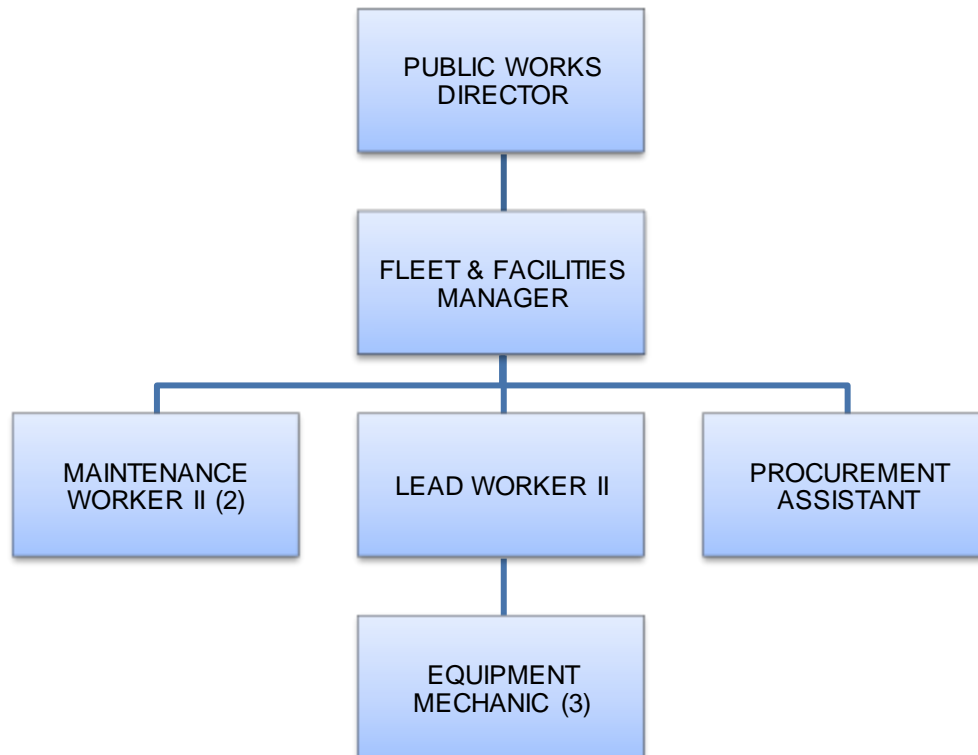 PUBLIC WORKS
DIRECTOR
FLEET & FACILITIES
MANAGER
MAINTENANCE
WORKER II (2)
LEAD WORKER II
PROCUREMENT
ASSISTANT
EQUIPMENT
MECHANIC (3)